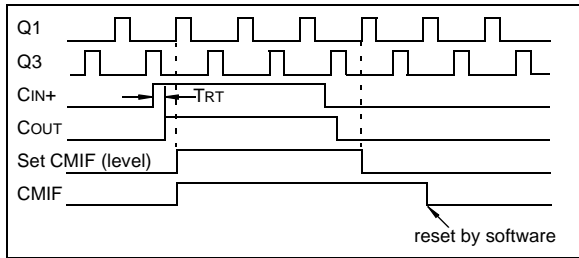 Q1
Q3
CIN+
TRT
COUT
Set CMIF (level)
CMIF
reset by software